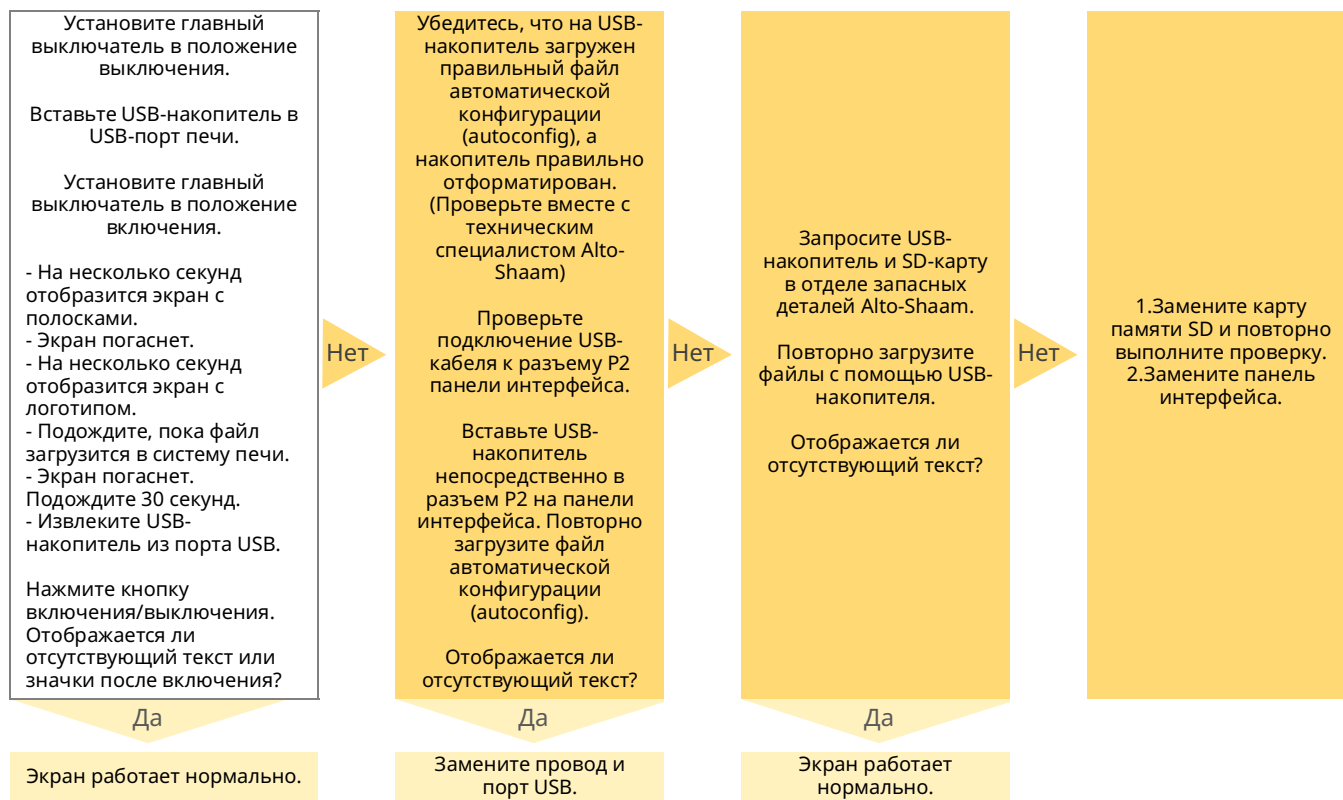 Установите главный
выключатель в положение
выключения.
Вставьте USB-накопитель в
USB-порт печи.
Установите главный
выключатель в положение
включения.
- На несколько секунд
отобразится экран с
полосками.
- Экран погаснет.
- На несколько секунд
отобразится экран с
логотипом.
- Подождите, пока файл
загрузится в систему печи.
- Экран погаснет.
Подождите 30 секунд.
- Извлеките USB-
накопитель из порта USB.
Нажмите кнопку
включения/выключения.
Отображается ли
отсутствующий текст или
значки после включения?
Да
Экран работает нормально.
Нет
Убедитесь, что на USB-
накопитель загружен
правильный файл
автоматической
конфигурации
(autoconfig), а
накопитель правильно
отформатирован.
(Проверьте вместе с
техническим
специалистом Alto-
Shaam)
Проверьте
подключение USB-
кабеля к разъему P2
панели интерфейса.
Вставьте USB-
накопитель
непосредственно в
разъем P2 на панели
интерфейса. Повторно
загрузите файл
автоматической
конфигурации
(autoconfig).
Отображается ли
отсутствующий текст?
Да
Замените провод и
порт USB.
Нет
Запросите USB-
накопитель и SD-карту
в отделе запасных
деталей Alto-Shaam.
Повторно загрузите
файлы с помощью USB-
накопителя.
Отображается ли
отсутствующий текст?
Да
Экран работает
нормально.
Нет
1.Замените карту
памяти SD и повторно
выполните проверку.
2.Замените панель
интерфейса.